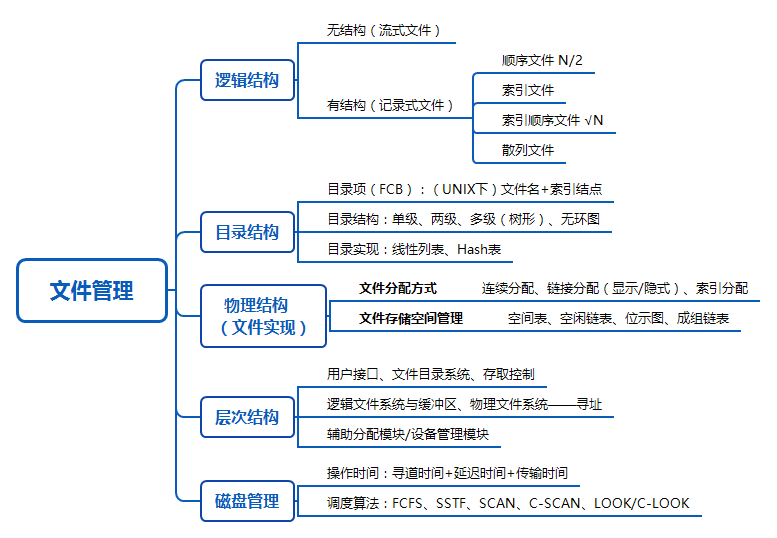 文件管理
逻辑结构
无结构（流式文件）
有结构（记录式文件）
顺序文件 N/2
索引文件
索引顺序文件 √N
散列文件
目录结构
目录项（FCB）：（UNIX下）文件名+索引结点
目录结构：单级、两级、多级（树形）、无环图
目录实现：线性列表、Hash表
物理结构
（文件实现）
文件分配方式 连续分配、链接分配（显示/隐式）、索引分配
文件存储空间管理 空间表、空闲链表、位示图、成组链表
层次结构
用户接口、文件目录系统、存取控制
逻辑文件系统与缓冲区、物理文件系统——寻址
辅助分配模块/设备管理模块
磁盘管理
操作时间：寻道时间+延迟时间+传输时间
调度算法：FCFS、SSTF、SCAN、C-SCAN、LOOK/C-LOOK